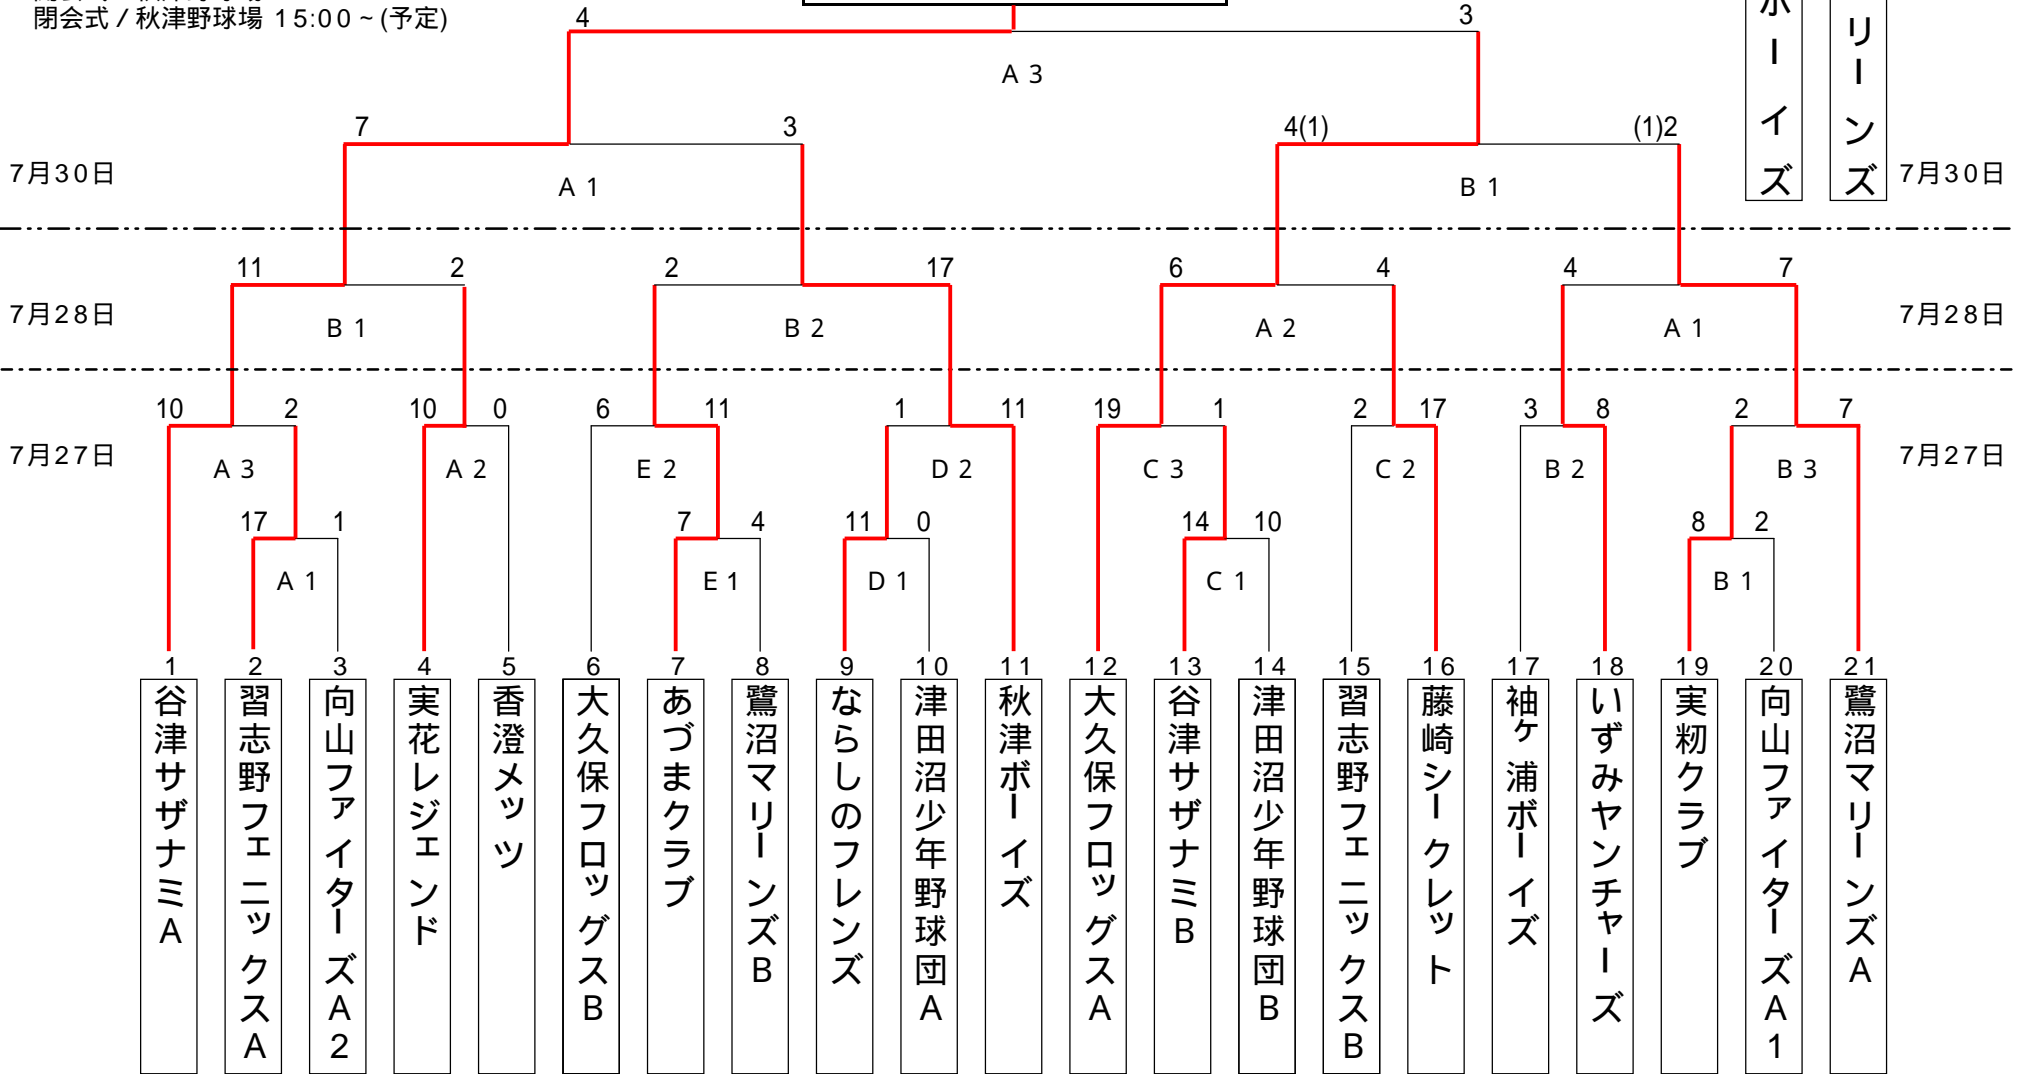 閉会式 / 秋津野球場 15:00 ~ (予定)
ボーイズ
リーンズ
4 3
A 3
7 3 4(1) (1)2
7月30日 A 1 B 1 7月30日
11 2 2 17 6 4 4 7
7月28日 B 1 B 2 A 2 A 1 7月28日
10 2 10 0 6 11 1 11 19 1 2 17 3 8 2 7
7月27日 A 3 A 2 E 2 D 2 C 3 C 2 B 2 B 3 7月27日
17 1 7 4 11 0 14 10 8 2
A 1 E 1 D 1 C 1 B 1
1 2 3 4 5 6 7 8 9 10 11 12 13 14 15 16 17 18 19 20 21
谷津サザナミA
習志野フェニックスA
向山ファイターズA2
実花レジェンド
香澄メッツ
大久保フロッグスB
あづまクラブ
鷺沼マリーンズB
ならしのフレンズ
津田沼少年野球団A
秋津ボーイズ
大久保フロッグスA
谷津サザナミB
津田沼少年野球団B
習志野フェニックスB
藤崎シークレット
袖ヶ浦ボーイズ
いずみヤンチャーズ
実籾クラブ
向山ファイターズA1
鷺沼マリーンズA